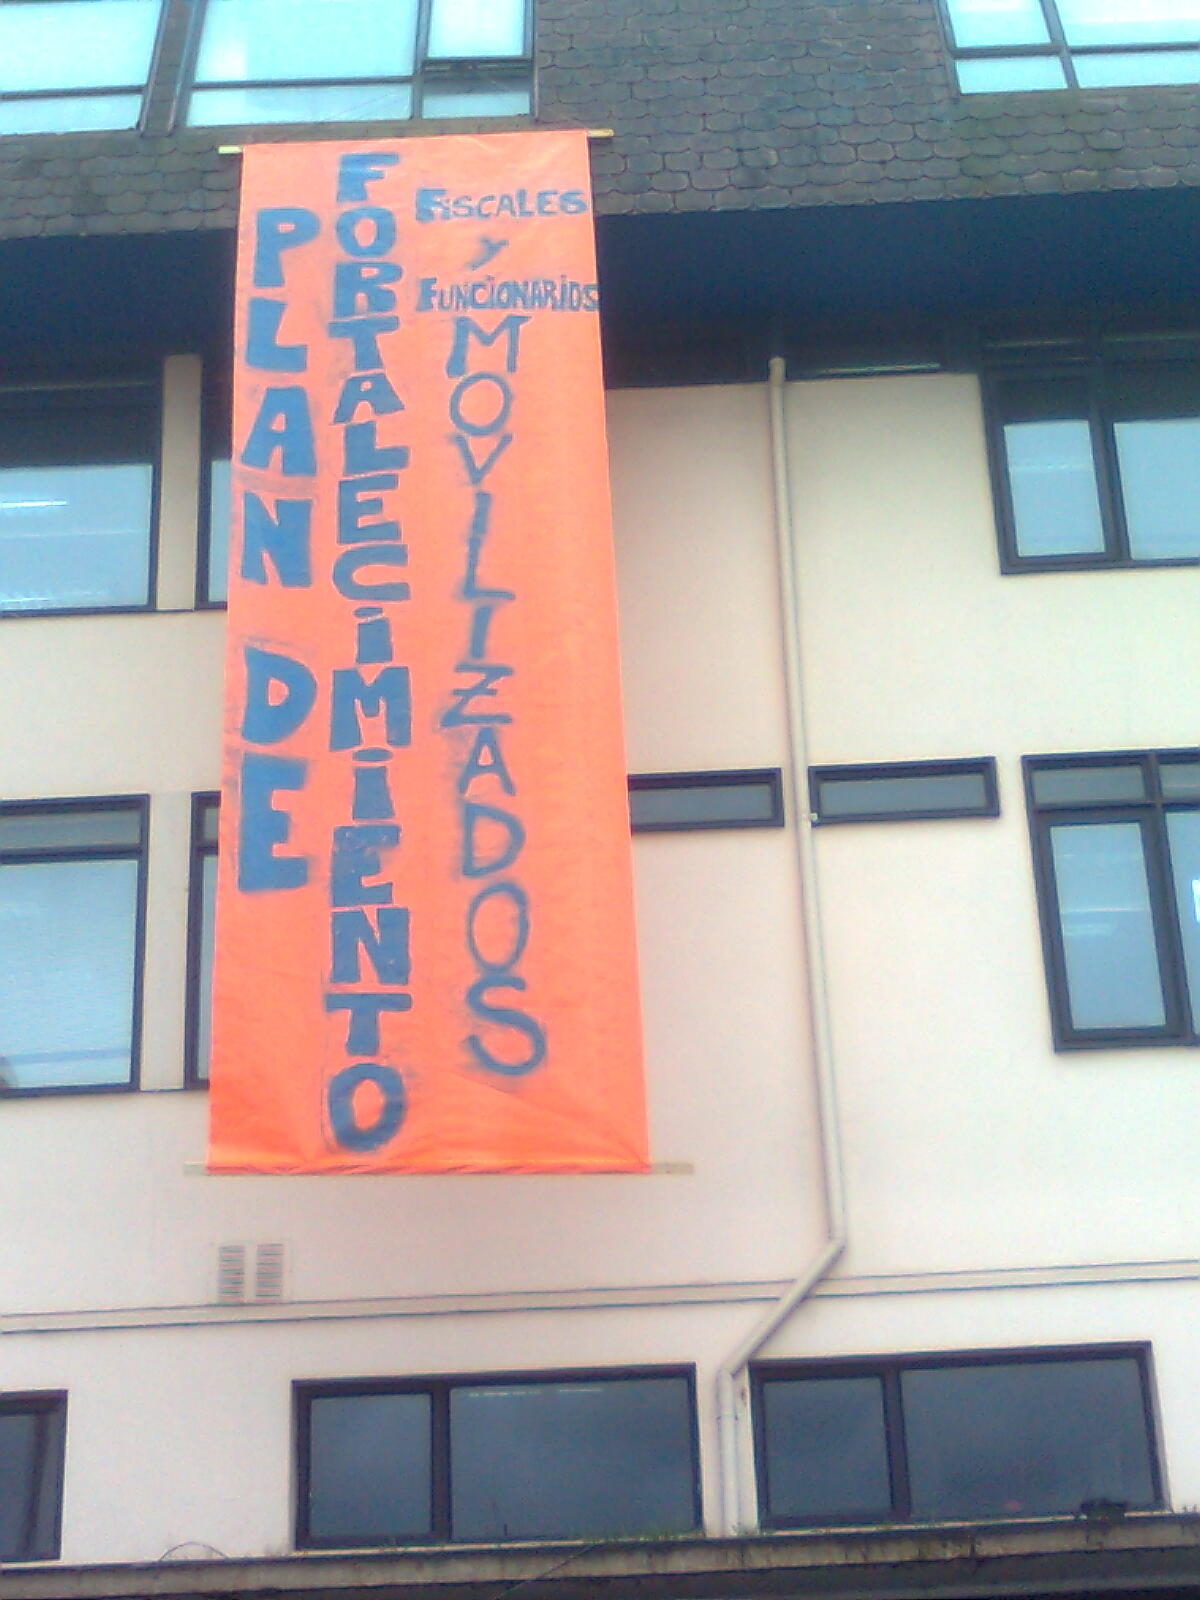 PLAN DE
FORTALECiMiENTO
FiSCALES
y
FUNCiONARiOS
MOVILIZADOS